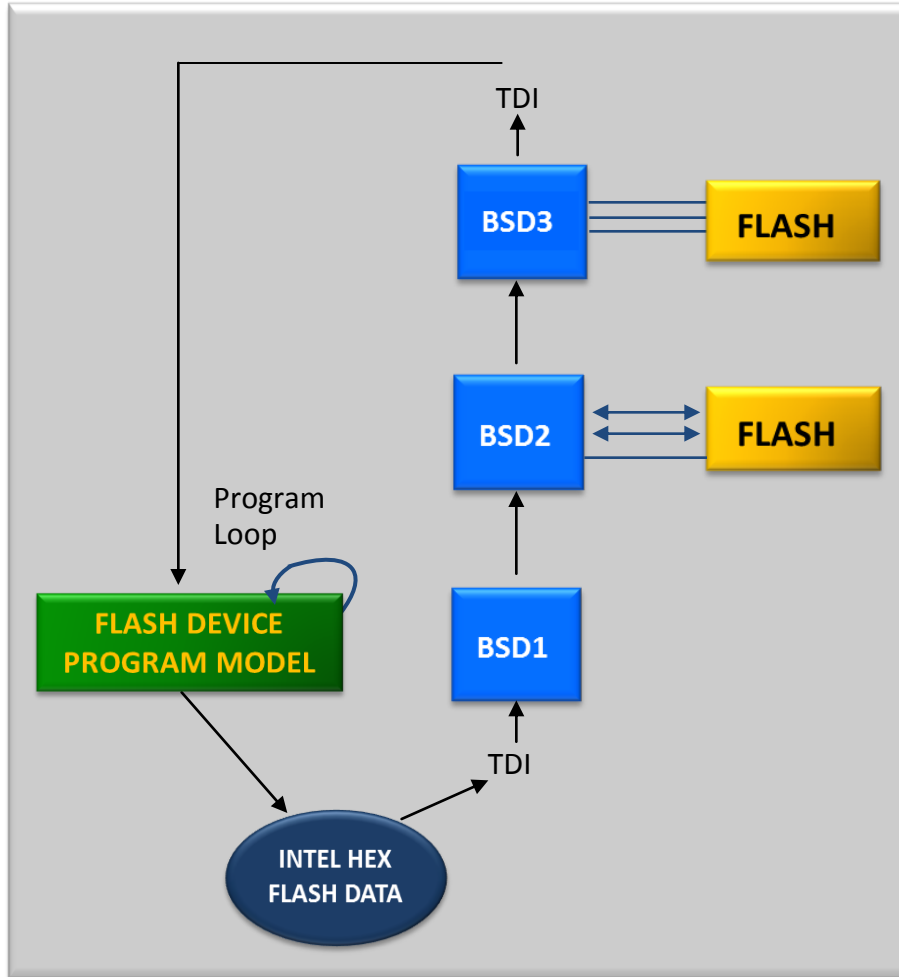 TDI
BSD3
FLASH
BSD2
FLASH
Program
Loop
FLASH DEVICE
PROGRAM MODEL
BSD1
TDI
INTEL HEX
FLASH DATA